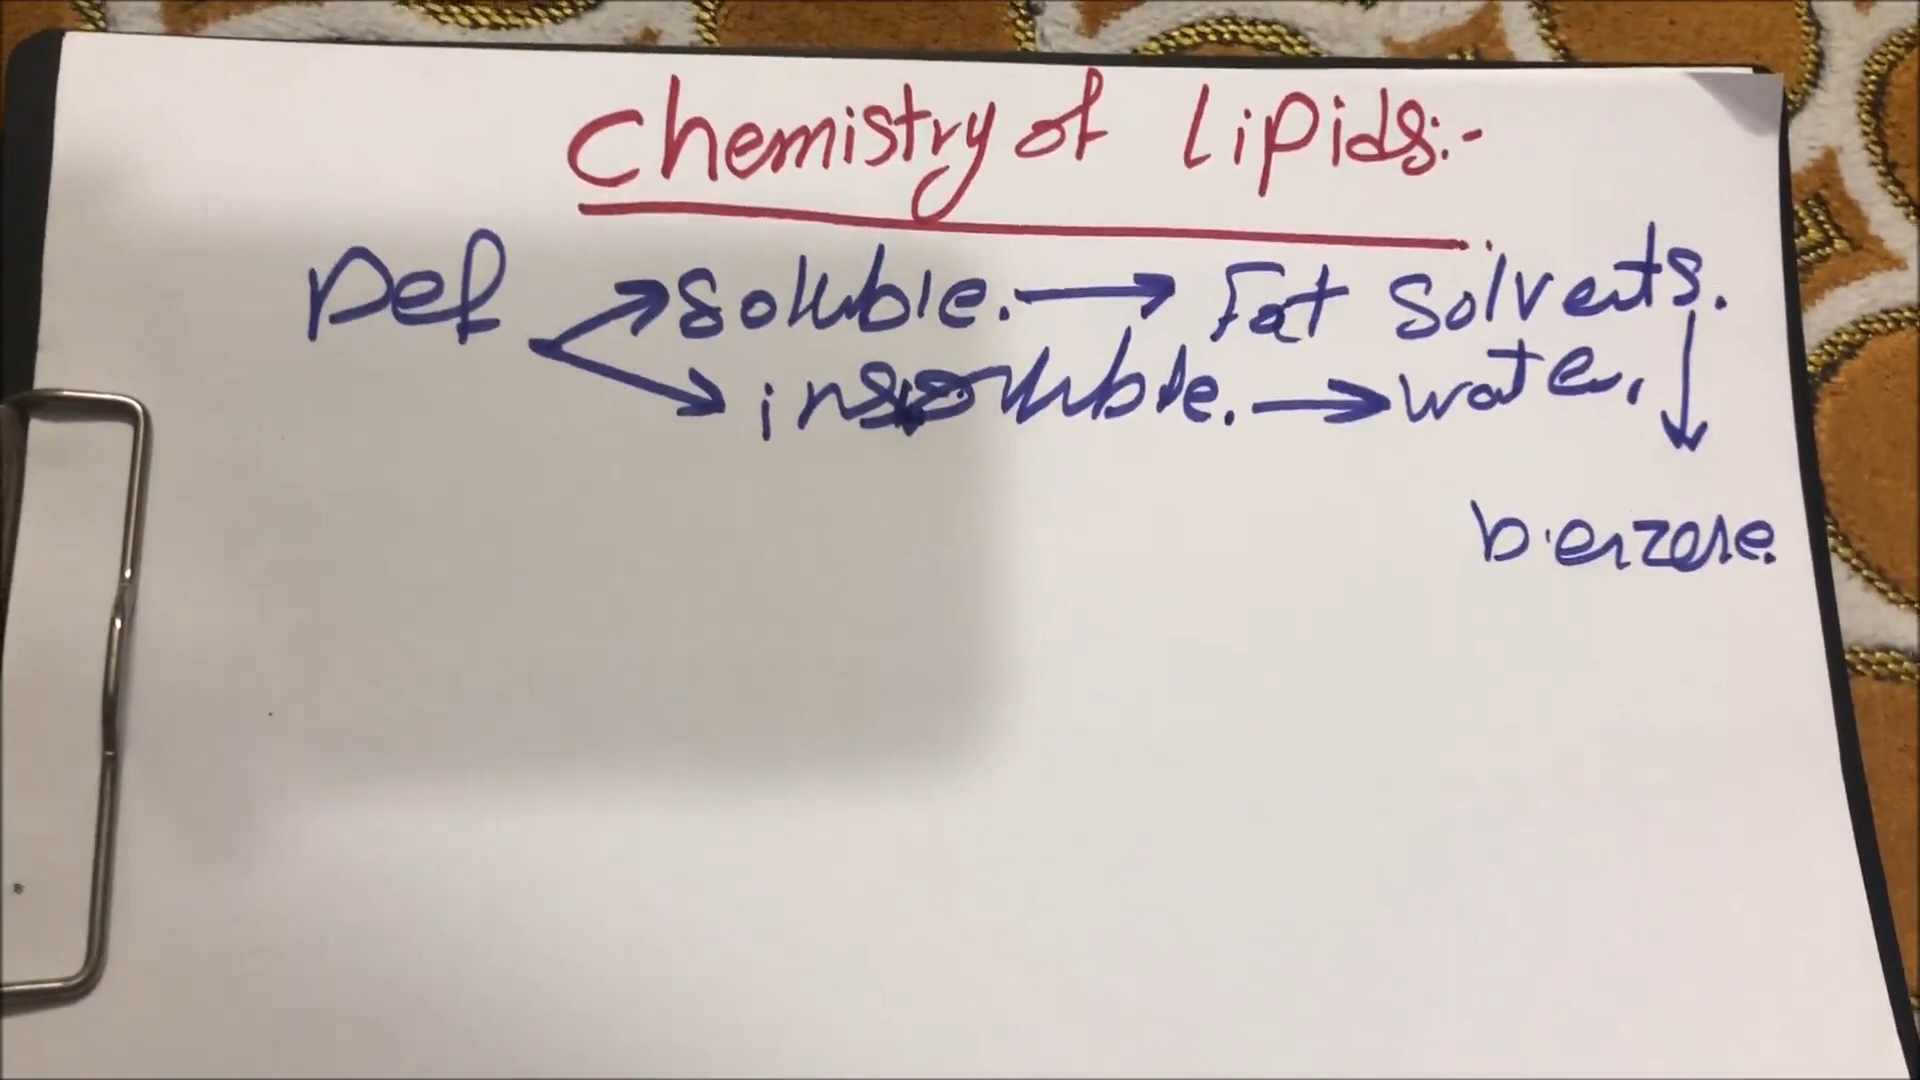 Chemistry of Lipids:-
Def → Soluble. → Fat Solvents.
→ insoluble. → water.
↓
benzene.